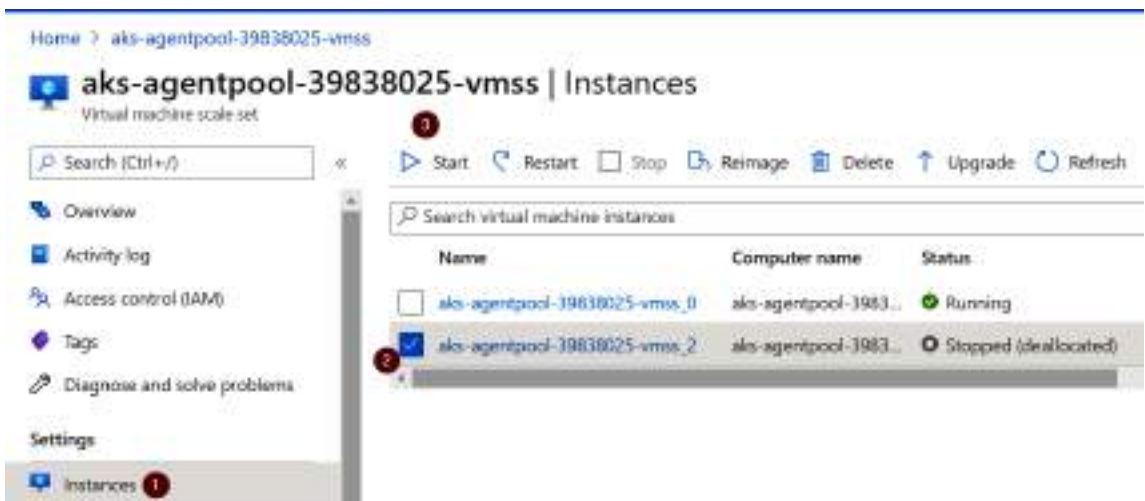 Home > aks-agentpool-39838025-vmss
aks-agentpool-39838025-vmss | Instances
Virtual machine scale set
3
Search (Ctrl+/) «
Start Restart Stop Reimage Delete Upgrade Refresh
Overview
Search virtual machine instances
Activity log
Name Computer name Status
Access control (IAM)
aks-agentpool-39838025-vmss_0 aks-agentpool-3983... Running
Tags
2 aks-agentpool-39838025-vmss_2 aks-agentpool-3983... Stopped (deallocated)
Diagnose and solve problems
Settings
Instances 1